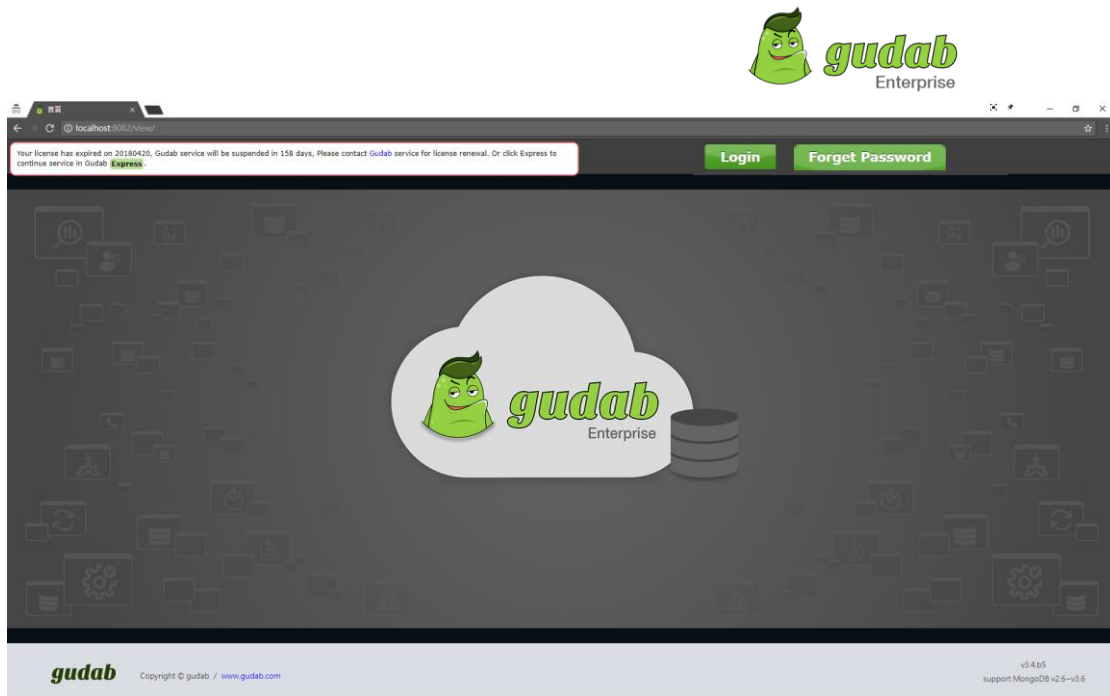 gudab
Enterprise
首頁
localhost:8082/view/
Your license has expired on 20180420, Gudab service will be suspended in 158 days, Please contact Gudab service for license renewal. Or click Express to
continue service in Gudab Express .
Login
Forget Password
gudab
Enterprise
gudab
Copyright © gudab / www.gudab.com
v3.4.b5
support MongoDB v2.6~v3.6